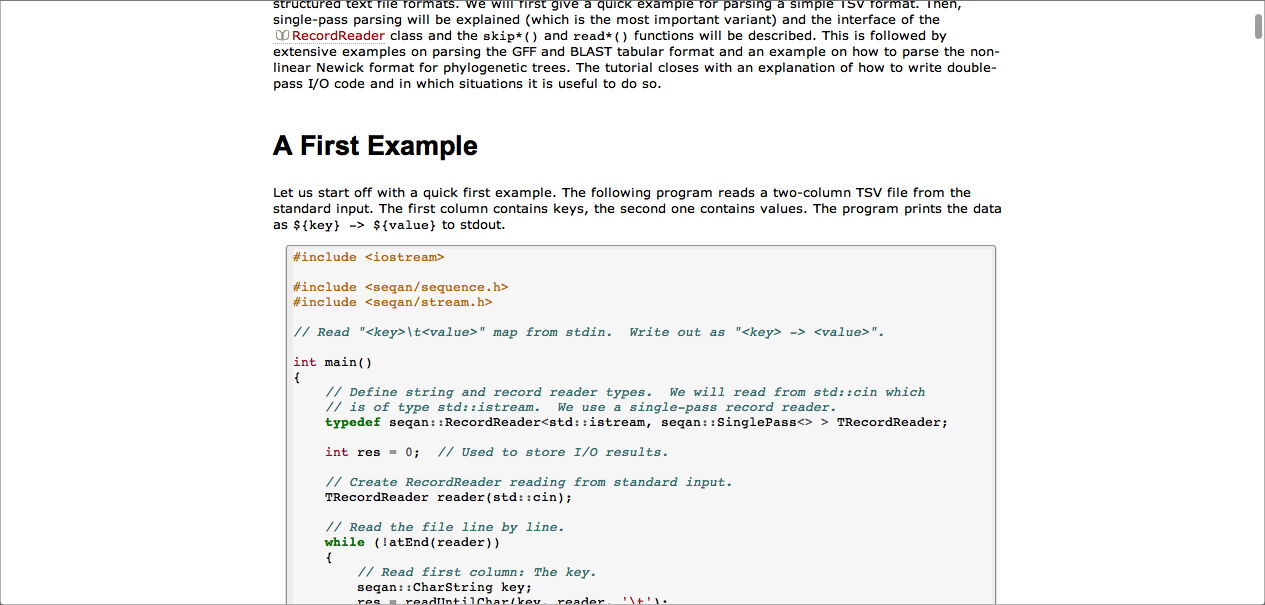 structured text file formats. We will first give a quick example for parsing a simple TSV format. Then,
single-pass parsing will be explained (which is the most important variant) and the interface of the
RecordReader class and the skip*() and read*() functions will be described. This is followed by
extensive examples on parsing the GFF and BLAST tabular format and an example on how to parse the non-
linear Newick format for phylogenetic trees. The tutorial closes with an explanation of how to write double-
pass I/O code and in which situations it is useful to do so.
A First Example
Let us start off with a quick first example. The following program reads a two-column TSV file from the
standard input. The first column contains keys, the second one contains values. The program prints the data
as ${key} -> ${value} to stdout.
#include <iostream>
#include <seqan/sequence.h>
#include <seqan/stream.h>
// Read "<key>\t<value>" map from stdin.  Write out as "<key> -> <value>".
int main()
{
    // Define string and record reader types.  We will read from std::cin which
    // is of type std::istream.  We use a single-pass record reader.
    typedef seqan::RecordReader<std::istream, seqan::SinglePass<> > TRecordReader;
    int res = 0;  // Used to store I/O results.
    // Create RecordReader reading from standard input.
    TRecordReader reader(std::cin);
    // Read the file line by line.
    while (!atEnd(reader))
    {
        // Read first column: The key.
        seqan::CharString key;
        res = readUntilChar(key, reader, '\t');